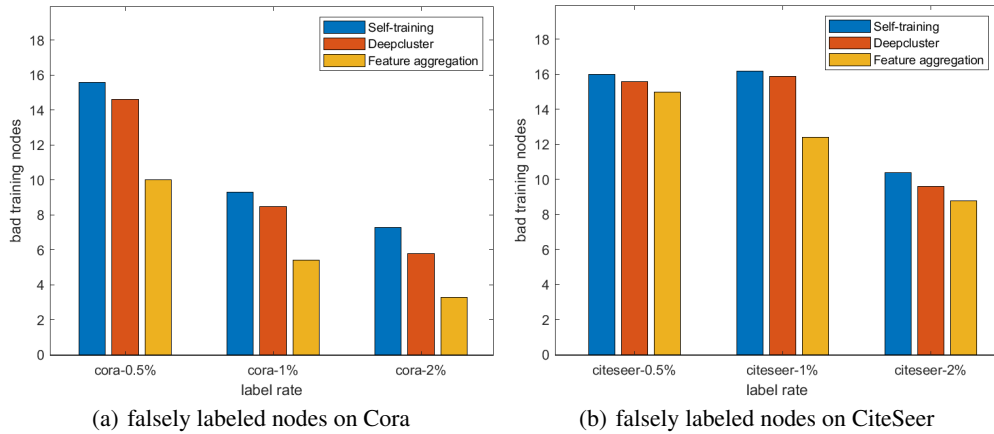 18
16
14
12
10
8
6
4
2
0
bad training nodes
Self-training
Deepcluster
Feature aggregation
cora-0.5%
cora-1%
cora-2%
label rate
(a) falsely labeled nodes on Cora
18
16
14
12
10
8
6
4
2
0
bad training nodes
Self-training
Deepcluster
Feature aggregation
citeseer-0.5%
citeseer-1%
citeseer-2%
label rate
(b) falsely labeled nodes on CiteSeer